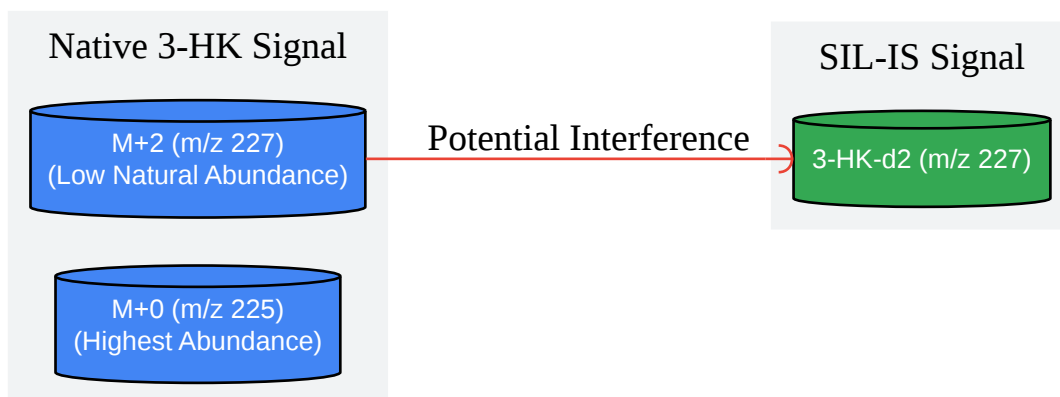 Native 3-HK Signal
M+2 (m/z 227)
(Low Natural Abundance)
M+0 (m/z 225)
(Highest Abundance)
Potential Interference
SIL-IS Signal
3-HK-d2 (m/z 227)